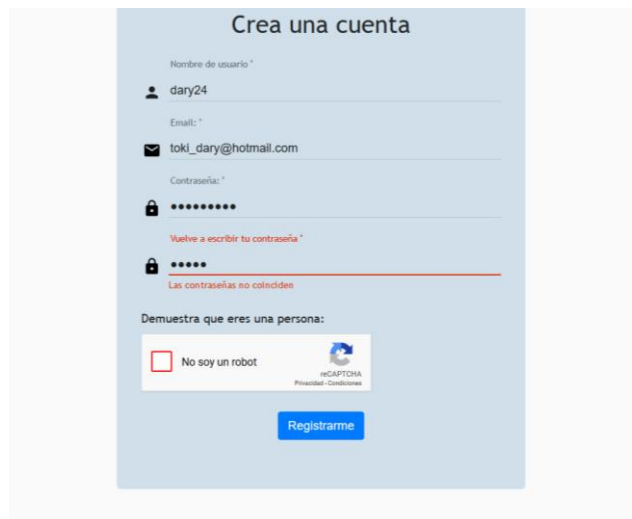 Crea una cuenta
Nombre de usuario *
dary24
Email: *
toki_dary@hotmail.com
Contraseña: *
•••••••••
Vuelve a escribir tu contraseña *
•••••
Las contraseñas no coinciden
Demuestra que eres una persona:
No soy un robot
reCAPTCHA
Privacidad - Condiciones
Registrarme